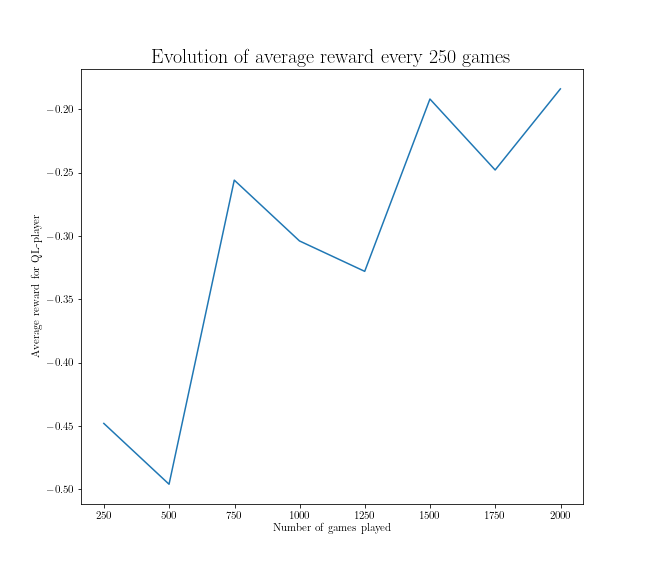 Evolution of average reward every 250 games
−0.20
−0.25
−0.30
−0.35
−0.40
−0.45
−0.50
Average reward for QL-player
250 500 750 1000 1250 1500 1750 2000
Number of games played